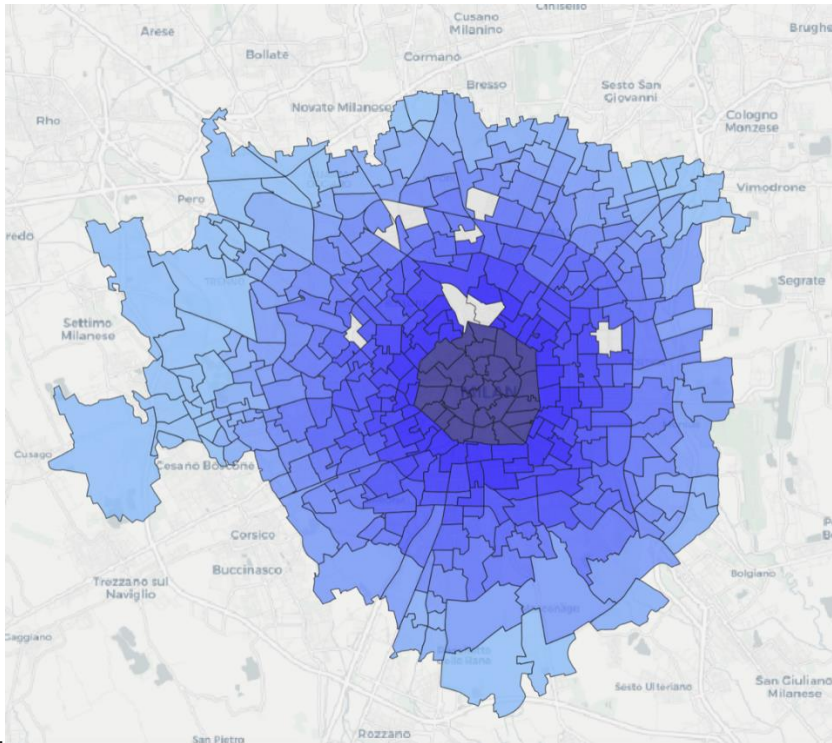 Cinisello
Cusano
Milanino
Arese
Brughe
Bollate
Cormano
Bresso
Sesto San
Giovanni
Novate Milanese
Rho
Cologno
Monzese
Pero
Vimodrone
redo
Segrate
Settimo
Milanese
MILAN
Cusago
Cesano Boscone
Corsico
Buccinasco
Trezzano sul
Naviglio
Bolgiano
Gaggiano
San Giuliano
Milanese
Sesto Ulteriano
Rozzano
San Pietro